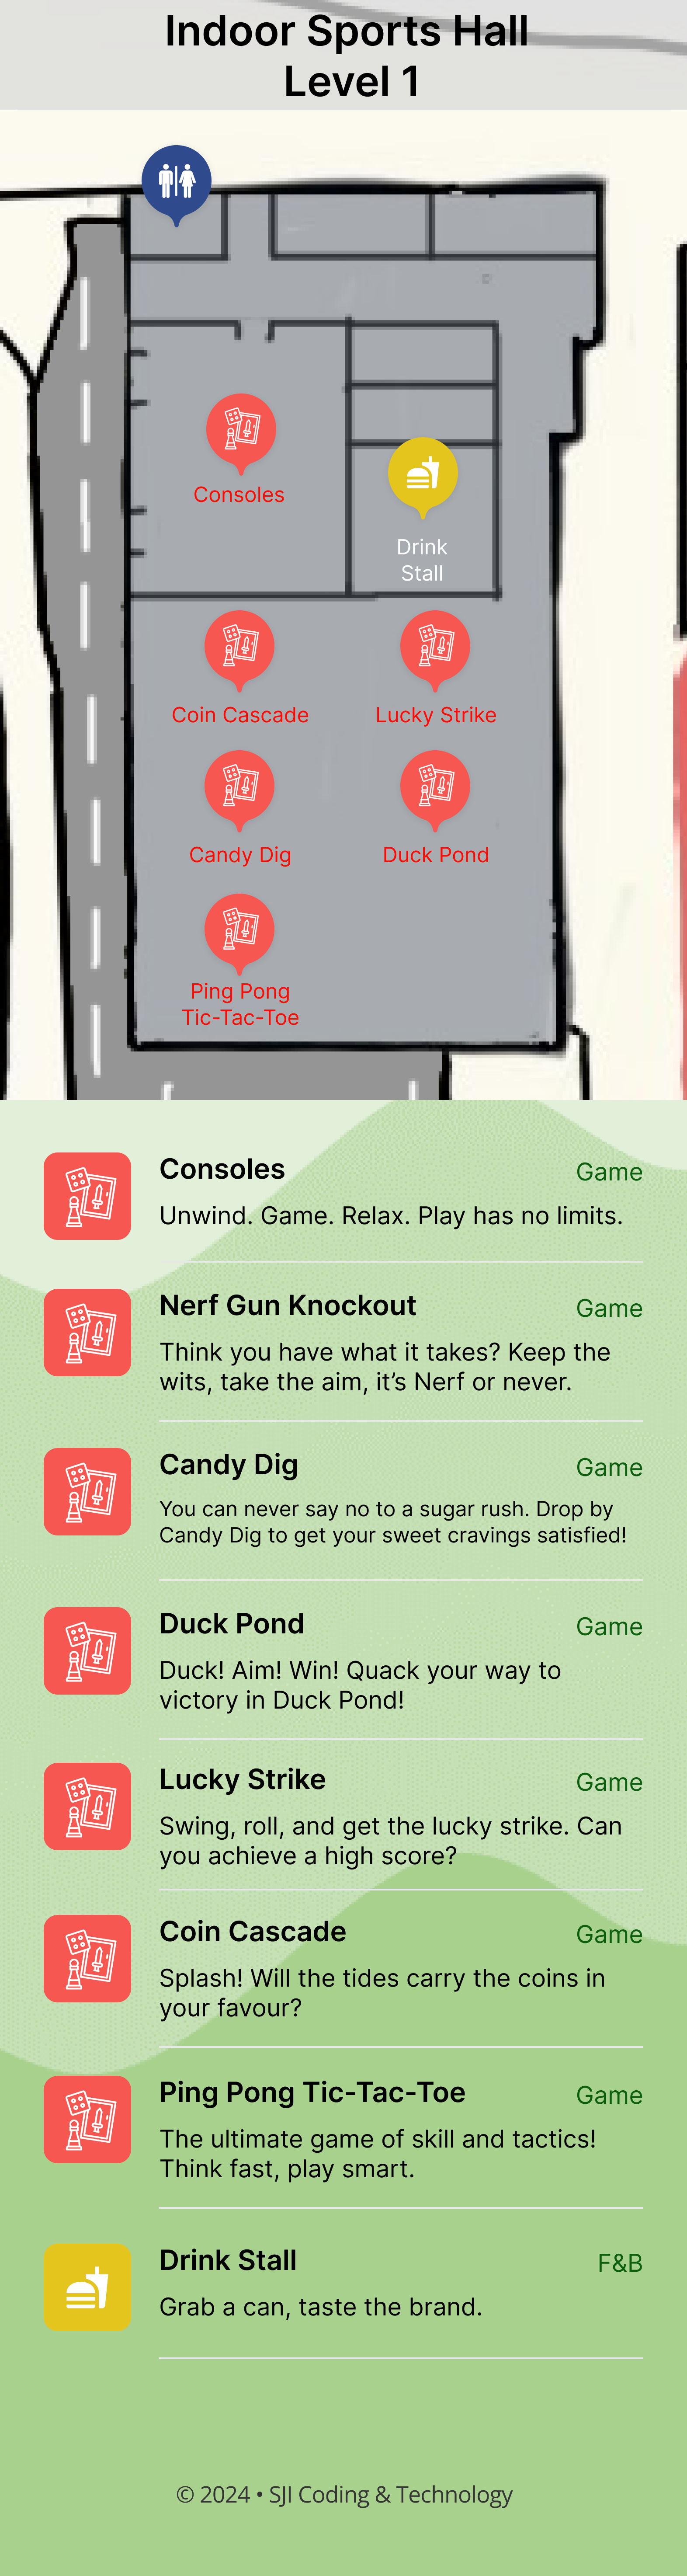 Indoor Sports Hall
Level 1
Consoles
Drink
Stall
Coin Cascade
Lucky Strike
Candy Dig
Duck Pond
Ping Pong
Tic-Tac-Toe
Consoles
Game
Unwind. Game. Relax. Play has no limits.
Nerf Gun Knockout
Game
Think you have what it takes? Keep the
wits, take the aim, it’s Nerf or never.
Candy Dig
Game
You can never say no to a sugar rush. Drop by
Candy Dig to get your sweet cravings satisfied!
Duck Pond
Game
Duck! Aim! Win! Quack your way to
victory in Duck Pond!
Lucky Strike
Game
Swing, roll, and get the lucky strike. Can
you achieve a high score?
Coin Cascade
Game
Splash! Will the tides carry the coins in
your favour?
Ping Pong Tic-Tac-Toe
Game
The ultimate game of skill and tactics!
Think fast, play smart.
Drink Stall
F&B
Grab a can, taste the brand.
© 2024 • SJI Coding & Technology